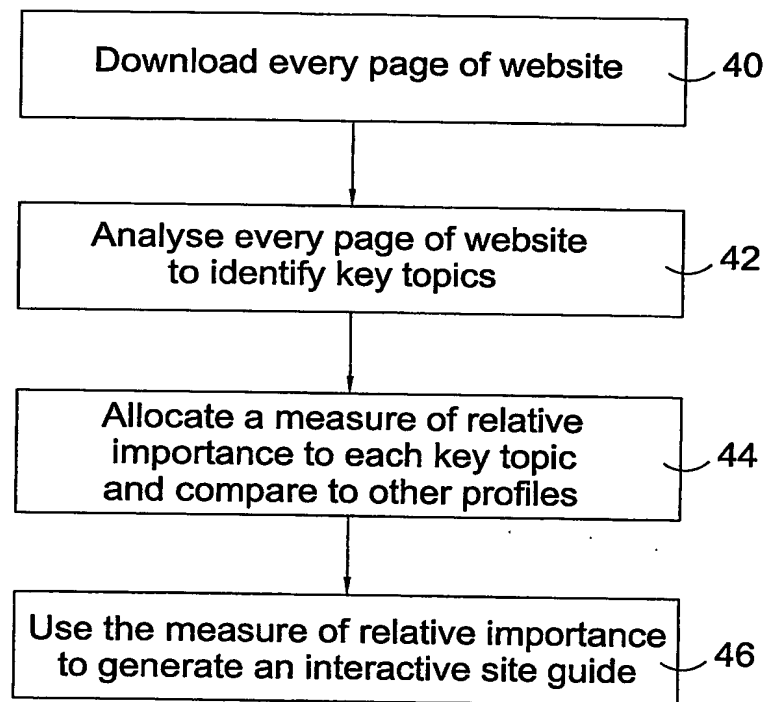 Download every page of website
40
Analyse every page of website
to identify key topics
42
Allocate a measure of relative
importance to each key topic
and compare to other profiles
44
Use the measure of relative importance
to generate an interactive site guide
46